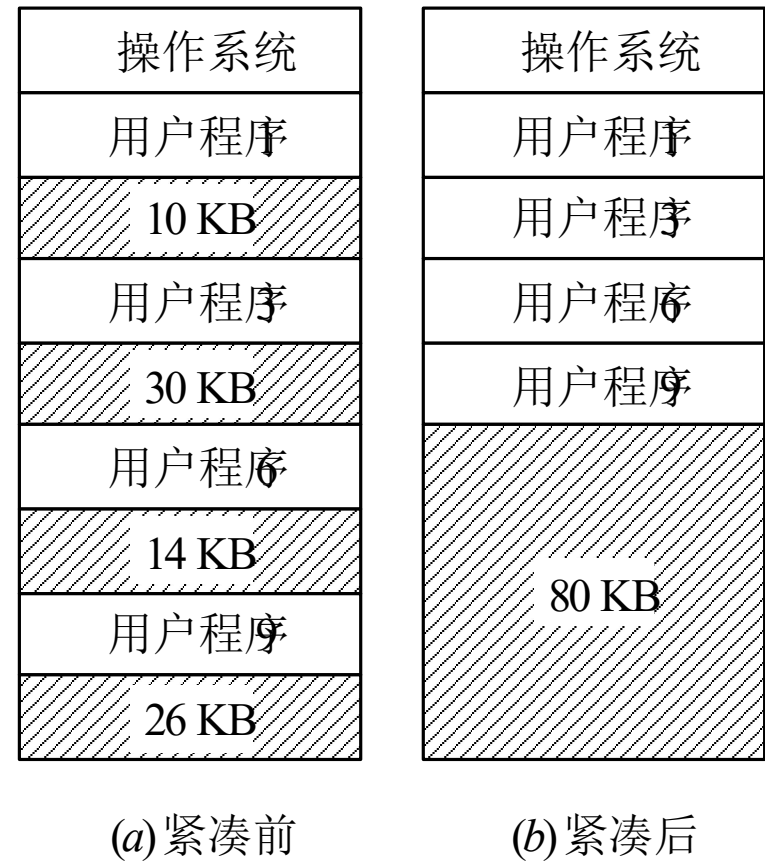 操作系统
用户程序1
10 KB
用户程序3
30 KB
用户程序6
14 KB
用户程序9
26 KB
(a)紧凑前
操作系统
用户程序1
用户程序3
用户程序6
用户程序9
80 KB
(b)紧凑后